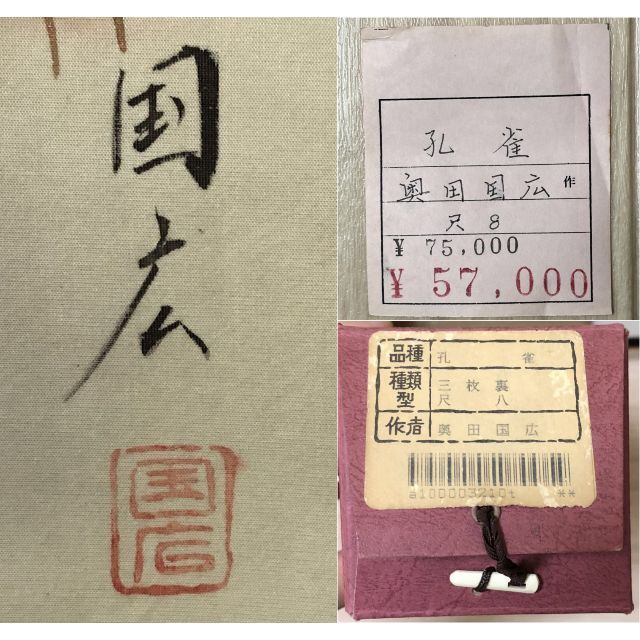 国広
国広
孔雀
奥田国広作
尺8
¥ 75,000
¥ 57,000
品種 孔雀
種類 三枚裏
型 尺八
作者 奥田国広
a100003210t **